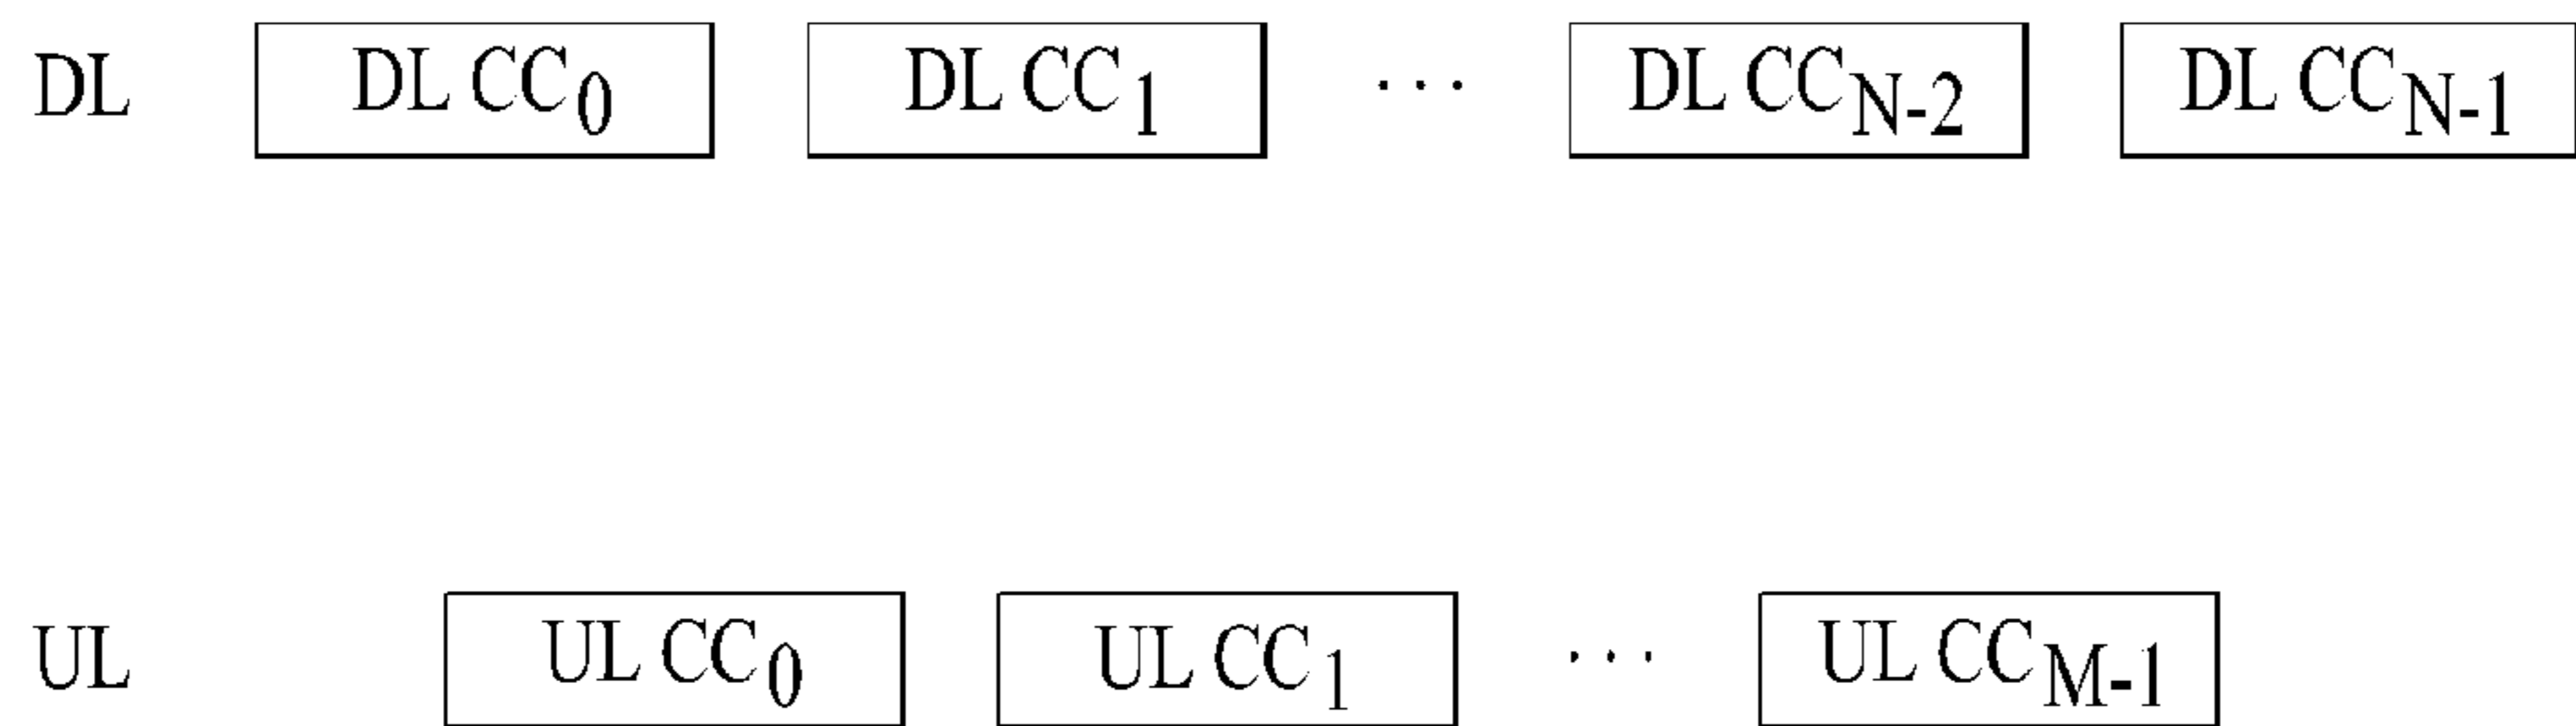 DL DL CC0 DL CC1 ... DL CCN-2 DL CCN-1
UL UL CC0 UL CC1 ... UL CCM-1